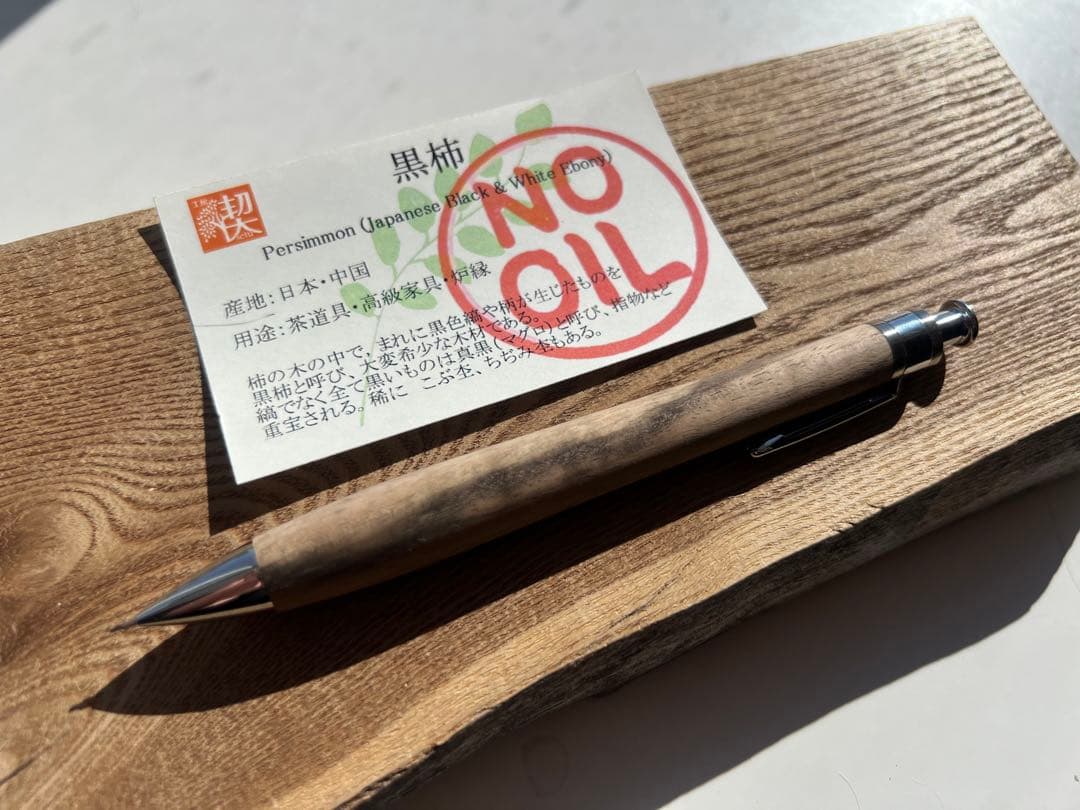 黒柿
Persimmon (Japanese Black & White Ebony)
産地:日本・中国
用途:茶道具・高級家具・炉縁
柿の木の中で、まれに黒色縞や柄が生じたものを
黒柿と呼び、大変希少な木材である。、指物など
縞でなく全て黒いものは真黒(マグロ)と呼び、
重宝される。稀に こぶ杢、ちぢみ杢もある。
NO
OIL